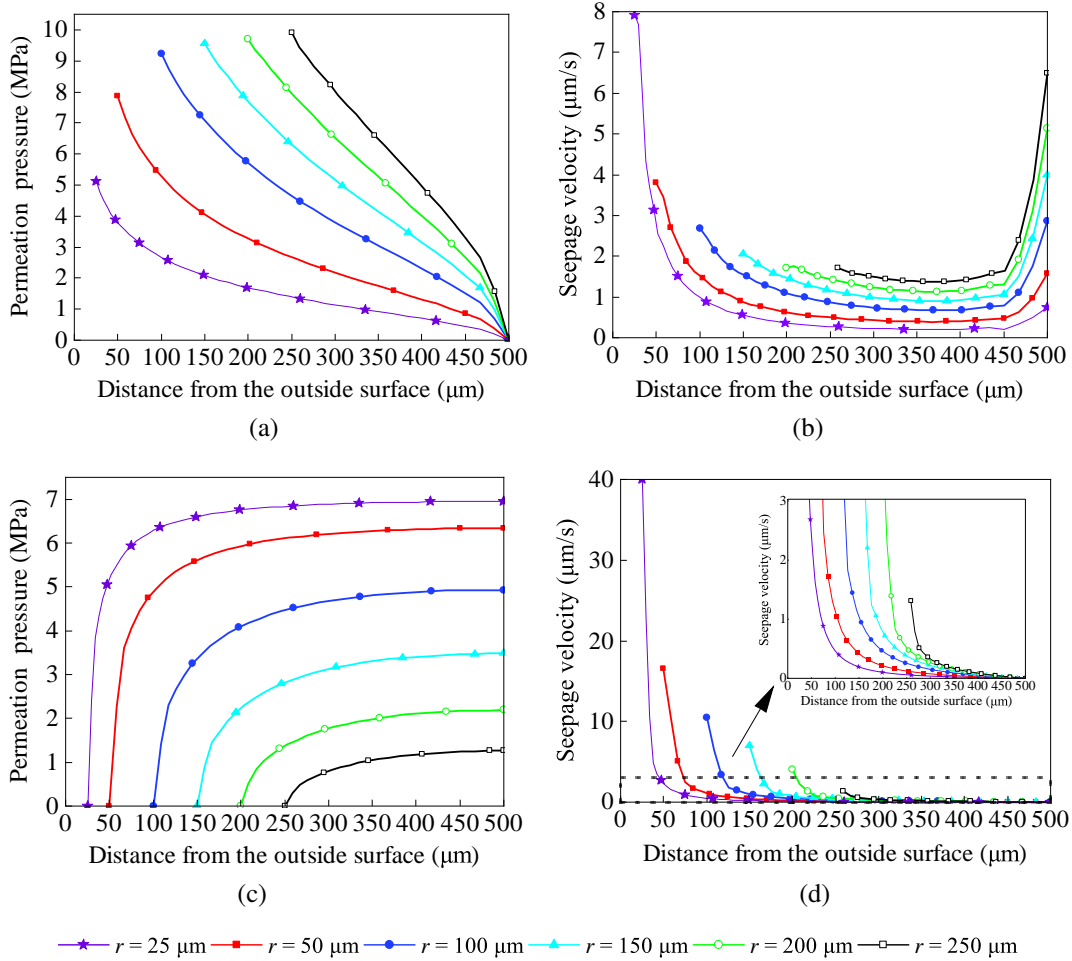 10
9
8
7
6
5
4
3
2
1
0
Permeation pressure (MPa)
0 50 100 150 200 250 300 350 400 450 500
Distance from the outside surface (μm)
(a)
8
7
6
5
4
3
2
1
0
Seepage velocity (μm/s)
0 50 100 150 200 250 300 350 400 450 500
Distance from the outside surface (μm)
(b)
7
6
5
4
3
2
1
0
Permeation pressure (MPa)
0 50 100 150 200 250 300 350 400 450 500
Distance from the outside surface (μm)
(c)
40
30
20
10
0
Seepage velocity (μm/s)
3
2
1
0
Seepage velocity (μm/s)
0 50 100 150 200 250 300 350 400 450 500
Distance from the outside surface (μm)
0 50 100 150 200 250 300 350 400 450 500
Distance from the outside surface (μm)
(d)
r = 25 μm r = 50 μm r = 100 μm r = 150 μm r = 200 μm r = 250 μm